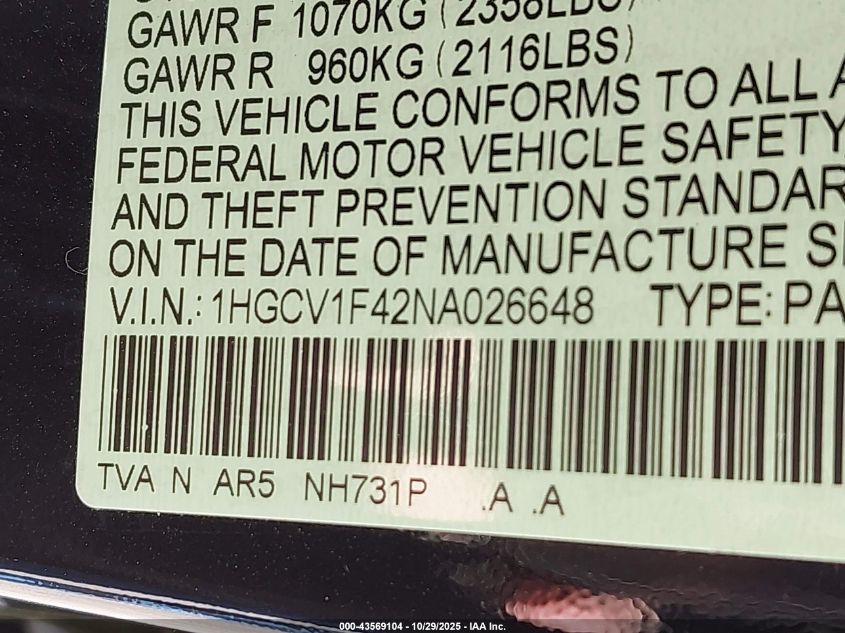 GAWR F 1070KG (2358LBS)
GAWR R 960KG (2116LBS)
THIS VEHICLE CONFORMS TO ALL A
FEDERAL MOTOR VEHICLE SAFETY
AND THEFT PREVENTION STANDAR
ON THE DATE OF MANUFACTURE S
V.I.N.: 1HGCV1F42NA026648 TYPE: PA
TVA N AR5 NH731P .A .A
000-43569104 - 10/29/2025 - IAA Inc.